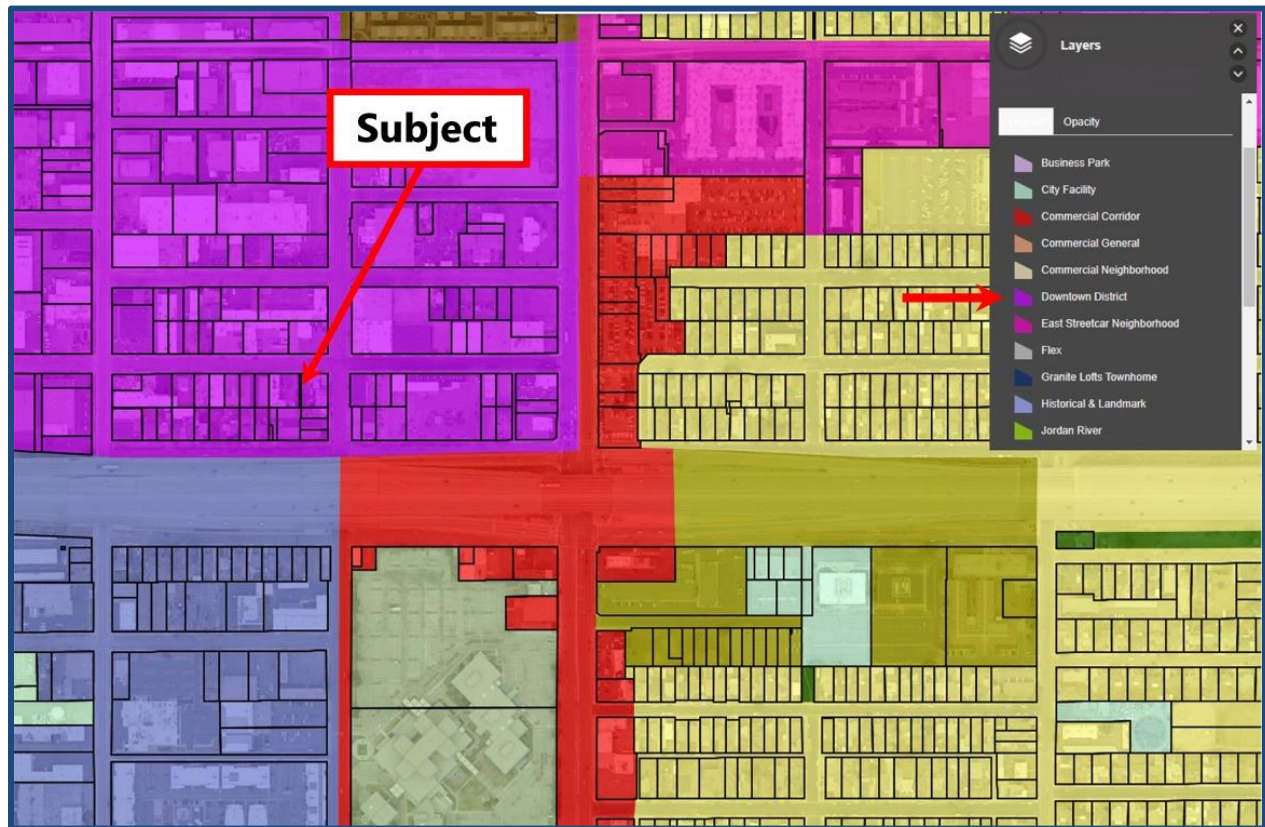 Subject
Layers
Opacity
Business Park
City Facility
Commercial Corridor
Commercial General
Commercial Neighborhood
Downtown District
East Streetcar Neighborhood
Flex
Granite Lofts Townhome
Historical & Landmark
Jordan River